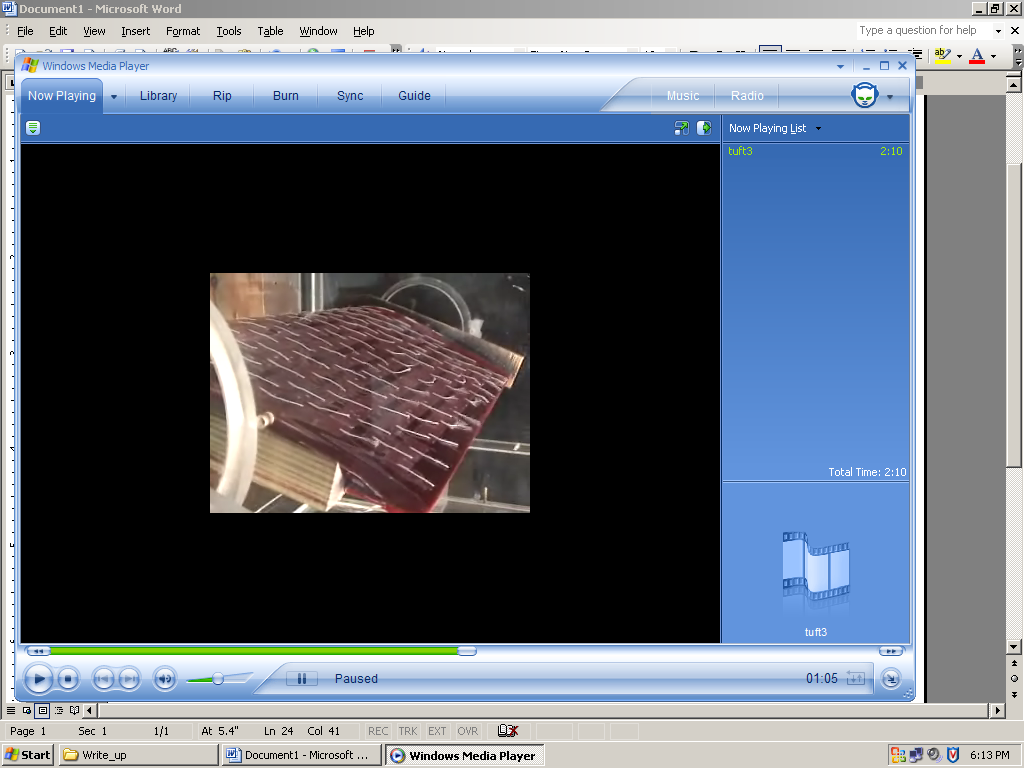 Document1 - Microsoft Word
File Edit View Insert Format Tools Table Window Help Type a question for help
Windows Media Player
Now Playing Library Rip Burn Sync Guide Music Radio
Now Playing List
tuft3 2:10
Total Time: 2:10
tuft3
Paused 01:05
Page 1 Sec 1 1/1 At 5.4" Ln 24 Col 41 REC TRK EXT OVR
Start Write_up Document1 - Microsoft ... Windows Media Player 6:13 PM